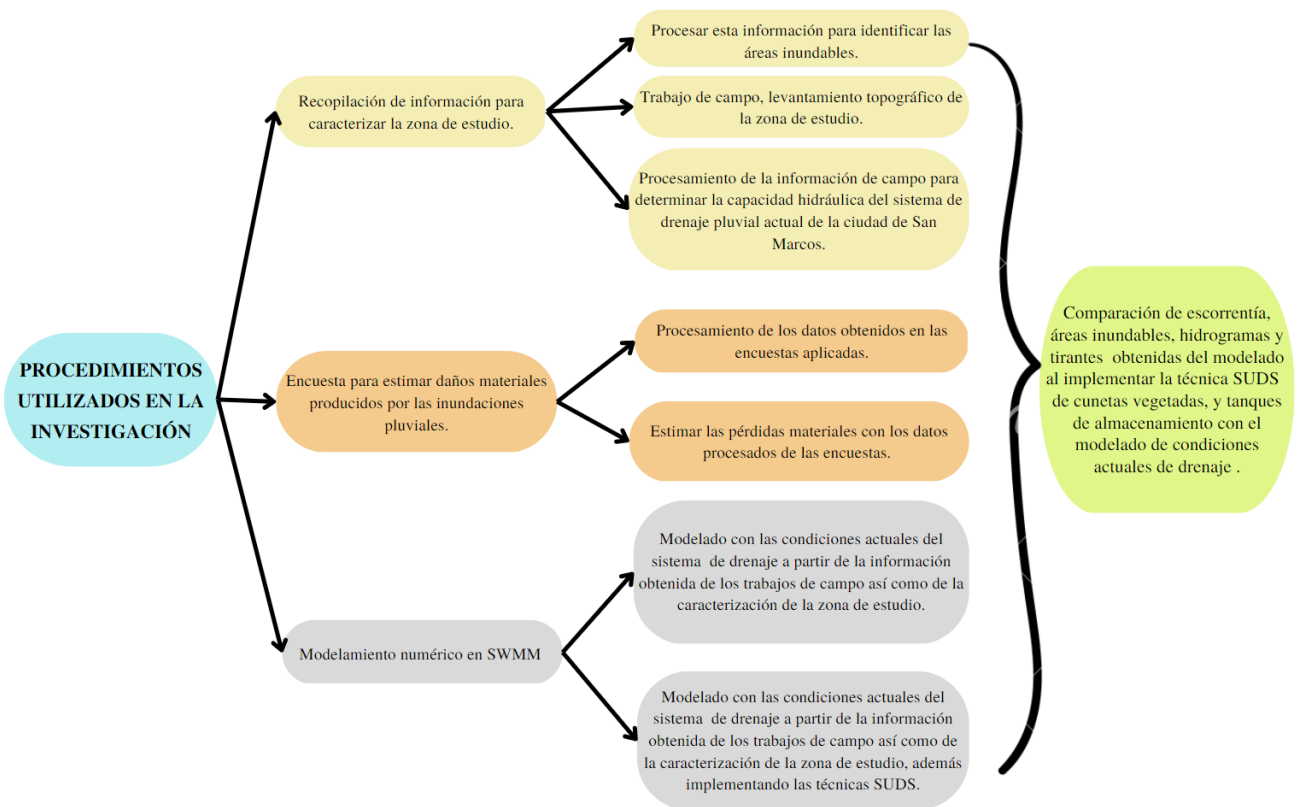 PROCEDIMIENTOS
UTILIZADOS EN LA
INVESTIGACIÓN
Recopilación de información para
caracterizar la zona de estudio.
Procesar esta información para identificar las
áreas inundables.
Trabajo de campo, levantamiento topográfico de
la zona de estudio.
Procesamiento de la información de campo para
determinar la capacidad hidráulica del sistema de
drenaje pluvial actual de la ciudad de San
Marcos.
Encuesta para estimar daños materiales
producidos por las inundaciones
pluviales.
Procesamiento de los datos obtenidos en las
encuestas aplicadas.
Estimar las pérdidas materiales con los datos
procesados de las encuestas.
Modelamiento numérico en SWMM
Modelado con las condiciones actuales del
sistema de drenaje a partir de la información
obtenida de los trabajos de campo así como de la
caracterización de la zona de estudio.
Modelado con las condiciones actuales del
sistema de drenaje a partir de la información
obtenida de los trabajos de campo así como de
la caracterización de la zona de estudio, además
implementando las técnicas SUDS.
Comparación de escorrentía,
áreas inundables, hidrogramas y
tirantes obtenidas del modelado
al implementar la técnica SUDS
de cunetas vegetadas, y tanques
de almacenamiento con el
modelado de condiciones
actuales de drenaje .